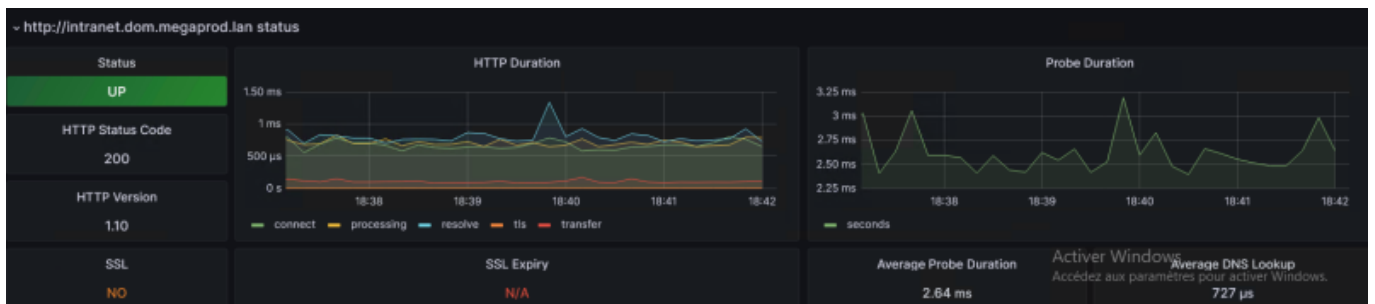 http://intranet.dom.megaprod.lan status
Status
UP
HTTP Status Code
200
HTTP Version
1.10
SSL
NO
HTTP Duration
1.50 ms
1 ms
500 µs
0 s
18:38 18:39 18:40 18:41 18:42
connect processing resolve tls transfer
Probe Duration
3.25 ms
3 ms
2.75 ms
2.50 ms
2.25 ms
18:38 18:39 18:40 18:41 18:42
seconds
SSL Expiry
N/A
Average Probe Duration
2.64 ms
Average DNS Lookup
727 µs
Activer Windows
Accédez aux paramètres pour activer Windows.